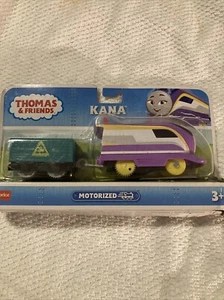 THOMAS
& FRIENDS
KANA
MOTORIZED
3+